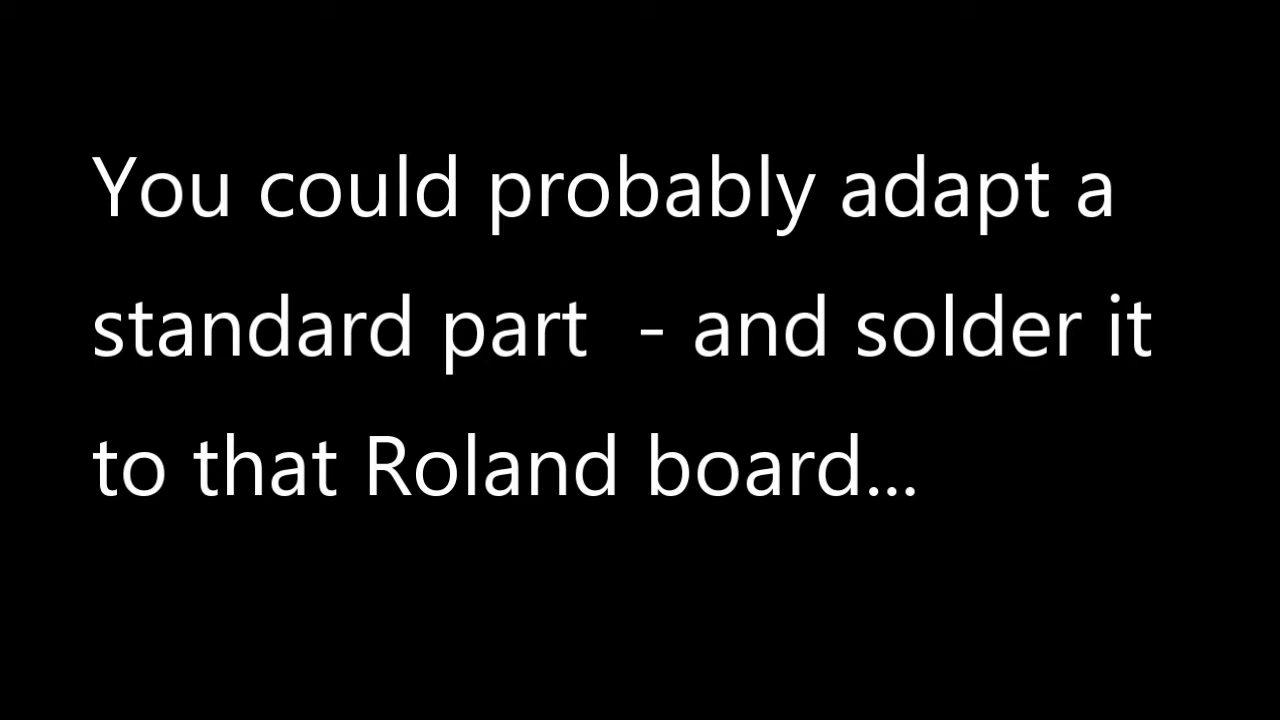 You could probably adapt a
standard part  - and solder it
to that Roland board...